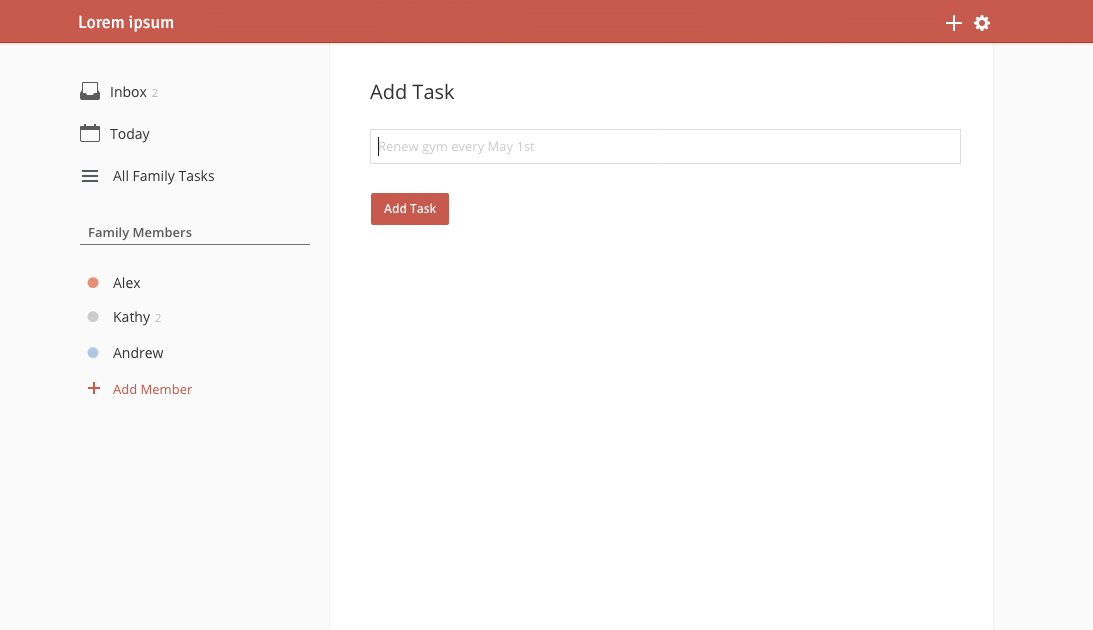 Lorem ipsum
Inbox 2
Today
All Family Tasks
Family Members
Alex
Kathy 2
Andrew
Add Member
Add Task
Renew gym every May 1st
Add Task